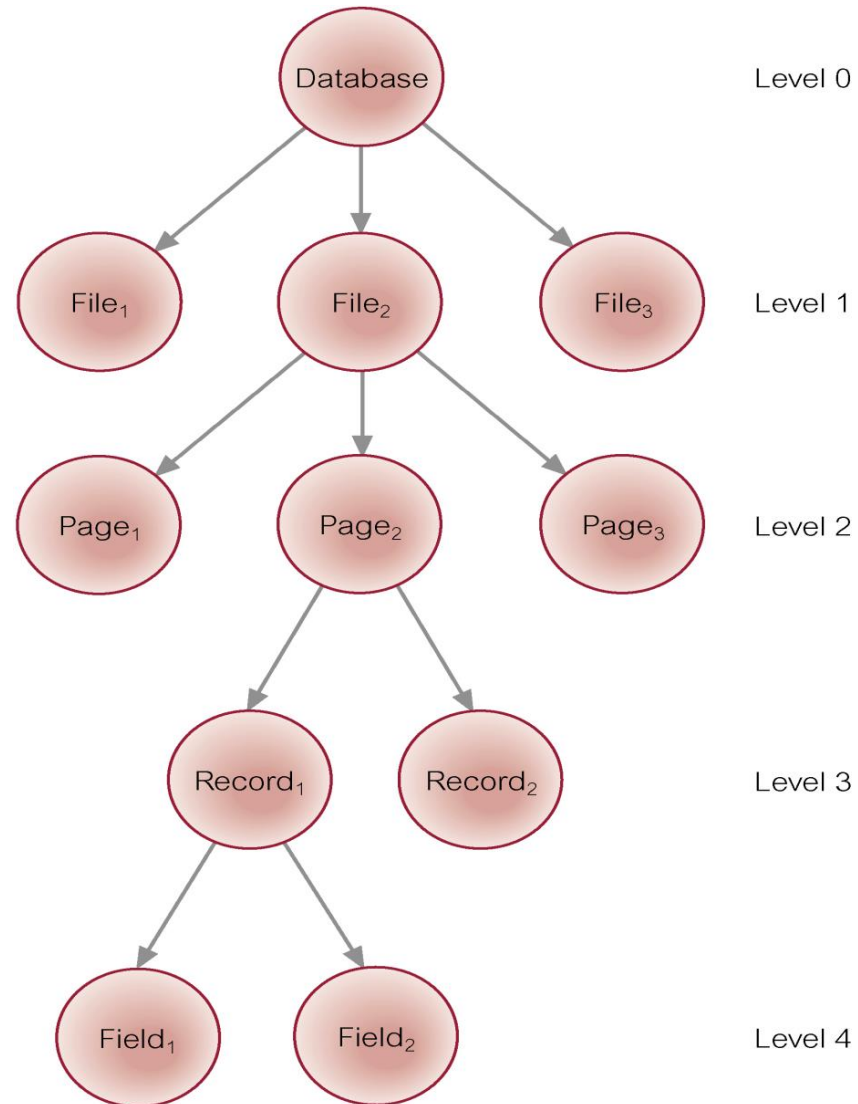 Database Level 0
File₁ File₂ File₃ Level 1
Page₁ Page₂ Page₃ Level 2
Record₁ Record₂ Level 3
Field₁ Field₂ Level 4